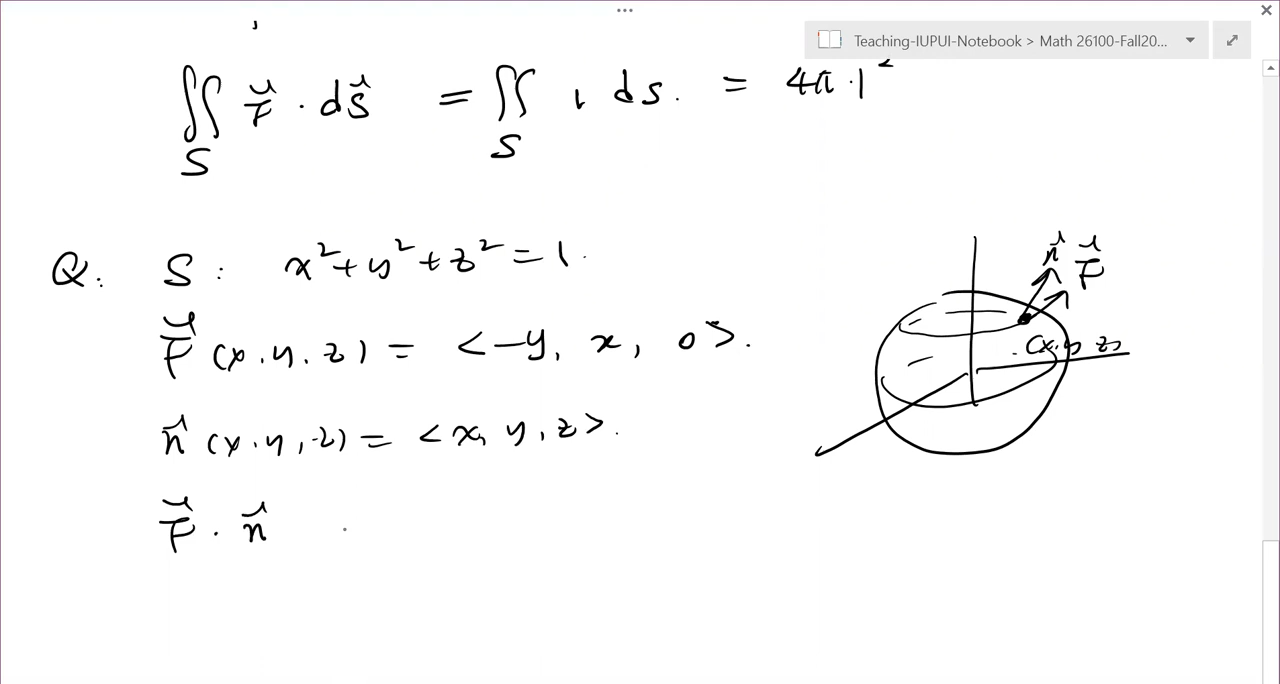 Teaching-IUPUI-Notebook > Math 26100-Fall20...
∬_S F⃗ · dS⃗ = ∬_S 1 dS. = 4π·1²
Q: S: x²+y²+z²=1.
F⃗ (x, y, z) = <-y, x, 0>.
n⃗ (x, y, z) = <x, y, z>.
F⃗ · n⃗
n⃗ F⃗
(x, y, z)